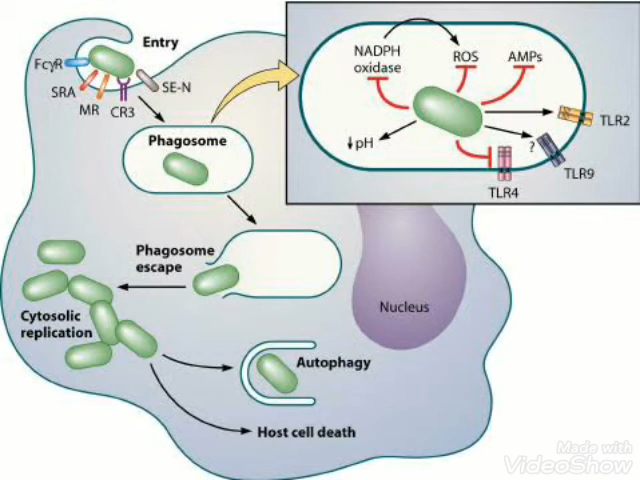 Entry
FcγR
SRA
MR
CR3
SE-N
Phagosome
NADPH
oxidase
ROS
AMPs
TLR2
↓pH
?
TLR9
TLR4
Phagosome
escape
Cytosolic
replication
Nucleus
Autophagy
Host cell death
Made with
VideoShow